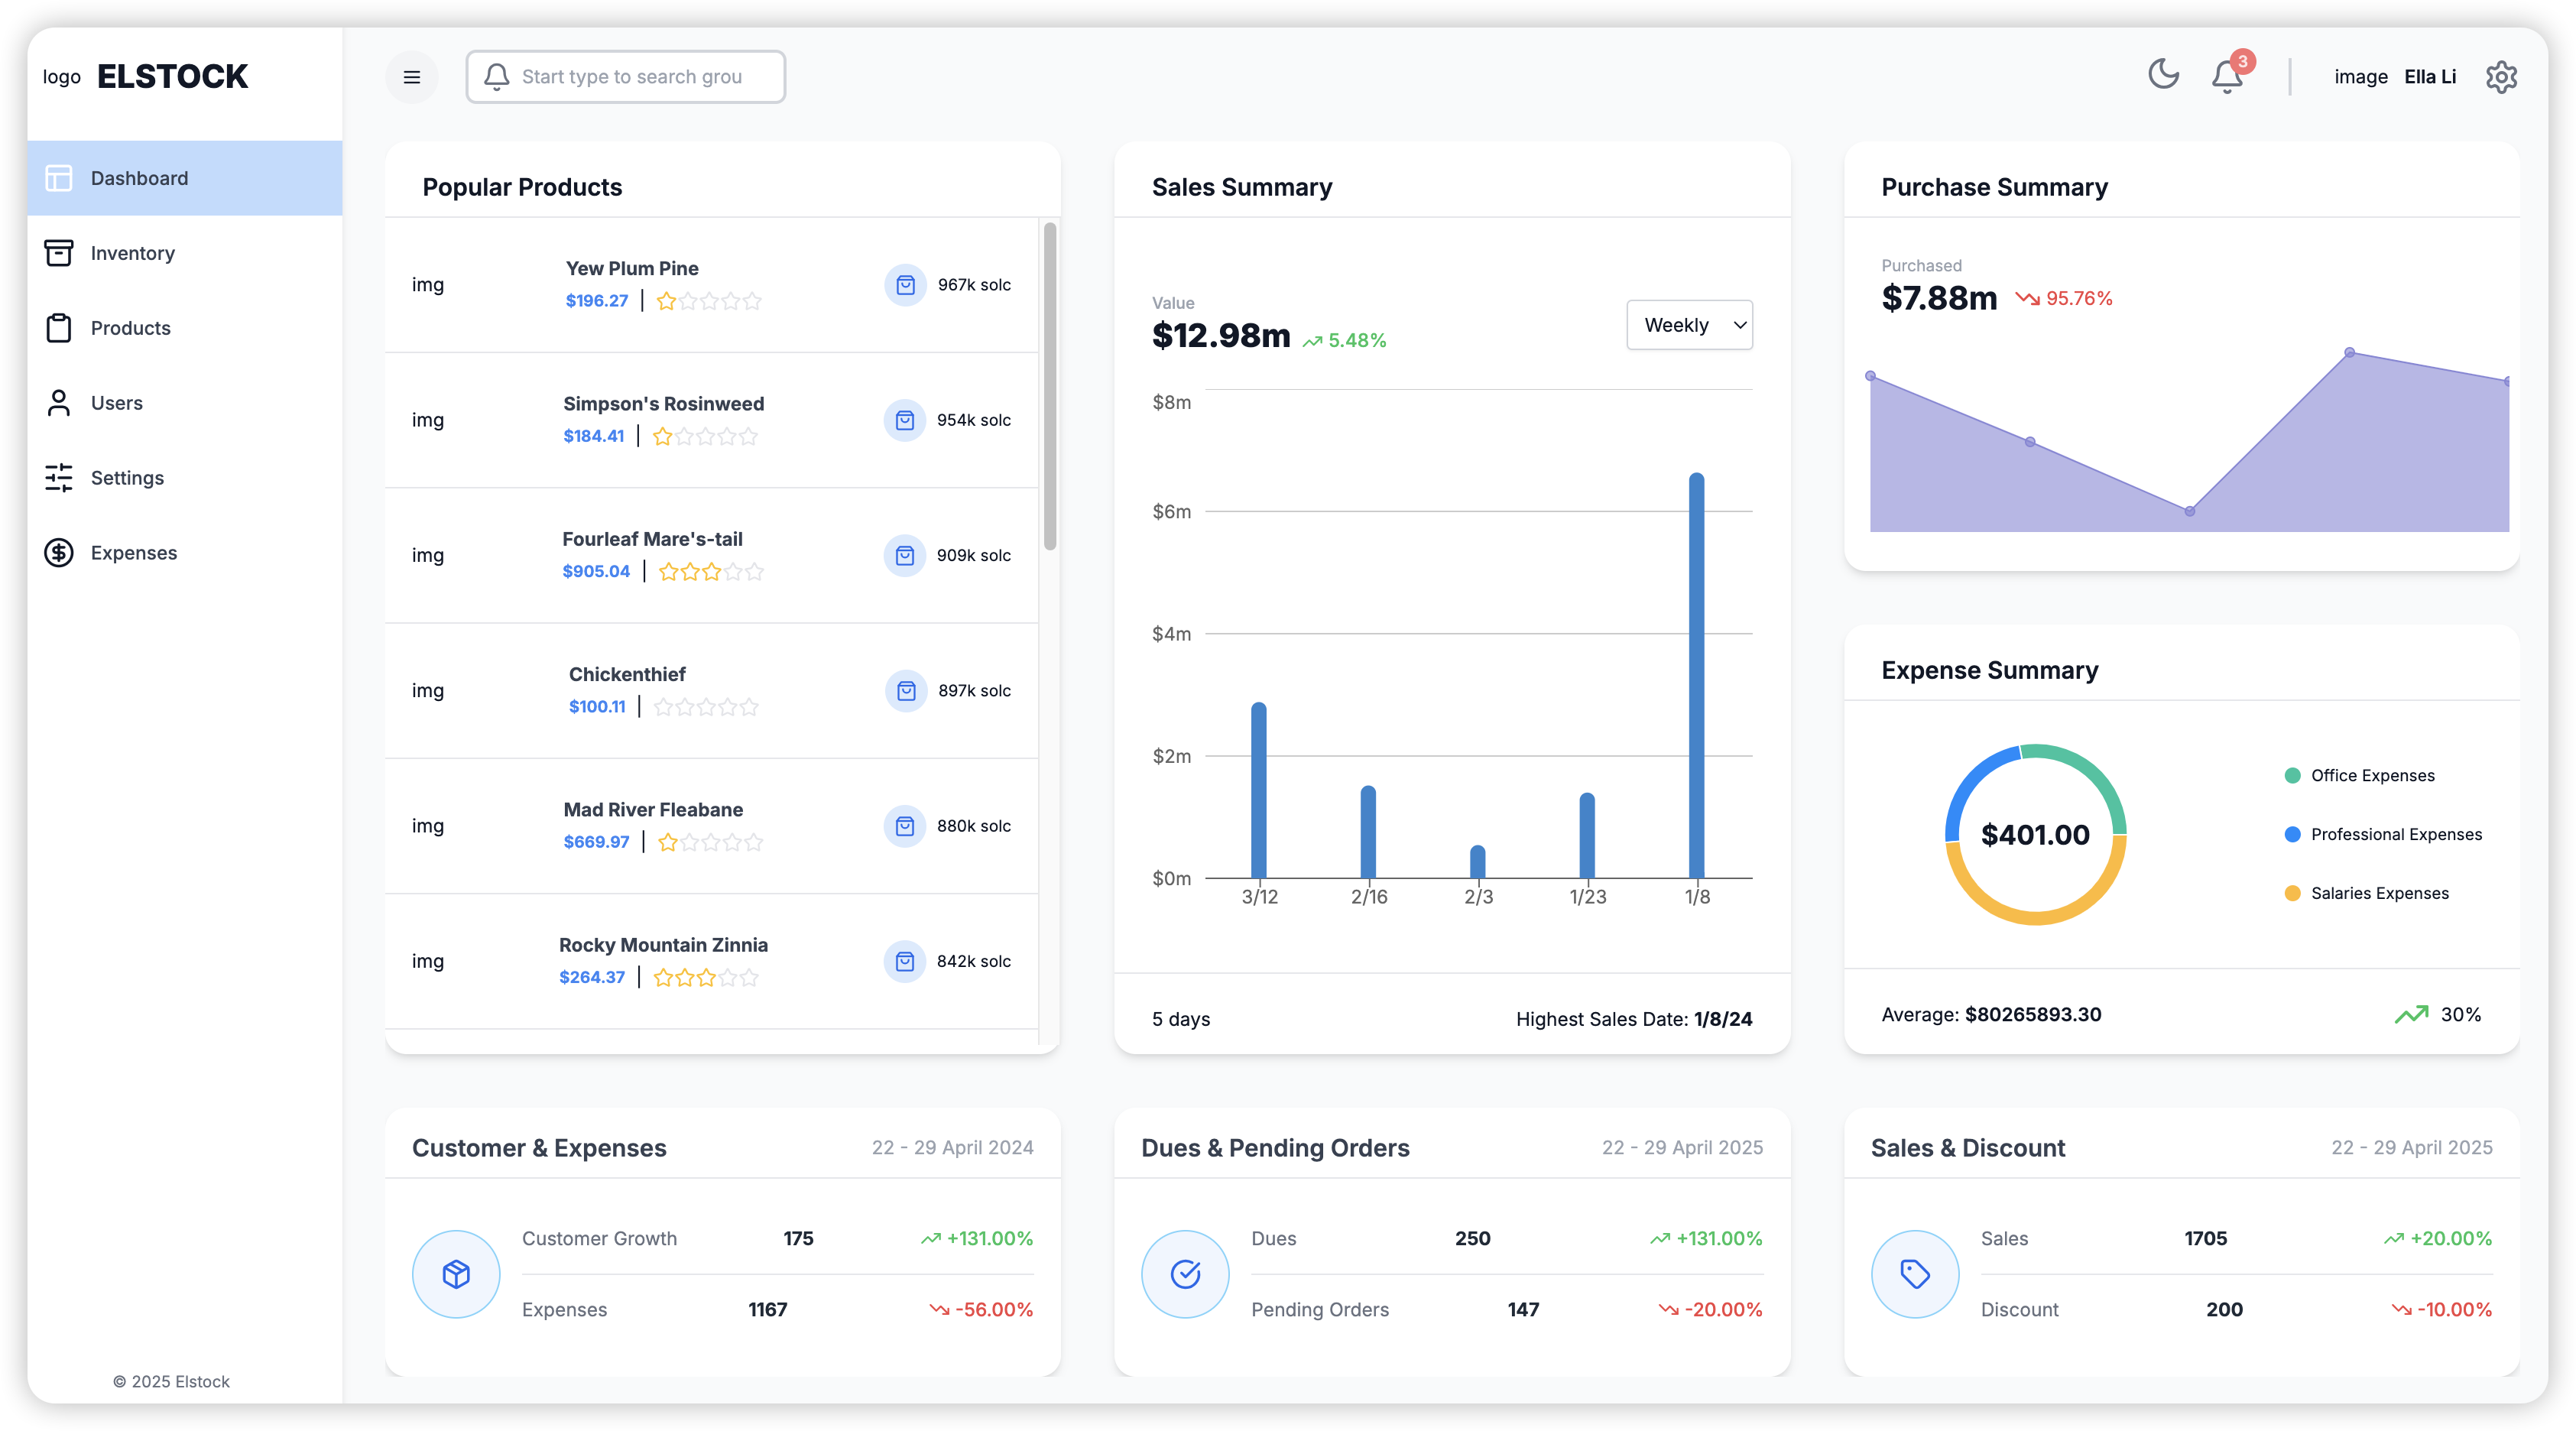 logo ELSTOCK
Start type to search grou
3
image Ella Li
Dashboard
Inventory
Products
Users
Settings
Expenses
© 2025 Elstock
Popular Products
img
Yew Plum Pine
$196.27
967k solc
img
Simpson's Rosinweed
$184.41
954k solc
img
Fourleaf Mare's-tail
$905.04
909k solc
img
Chickenthief
$100.11
897k solc
img
Mad River Fleabane
$669.97
880k solc
img
Rocky Mountain Zinnia
$264.37
842k solc
Sales Summary
Value
$12.98m 5.48%
Weekly
$8m
$6m
$4m
$2m
$0m
3/12 2/16 2/3 1/23 1/8
5 days
Highest Sales Date: 1/8/24
Purchase Summary
Purchased
$7.88m 95.76%
Expense Summary
$401.00
Office Expenses
Professional Expenses
Salaries Expenses
Average: $80265893.30
30%
Customer & Expenses 22 - 29 April 2024
Customer Growth 175 +131.00%
Expenses 1167 -56.00%
Dues & Pending Orders 22 - 29 April 2025
Dues 250 +131.00%
Pending Orders 147 -20.00%
Sales & Discount 22 - 29 April 2025
Sales 1705 +20.00%
Discount 200 -10.00%